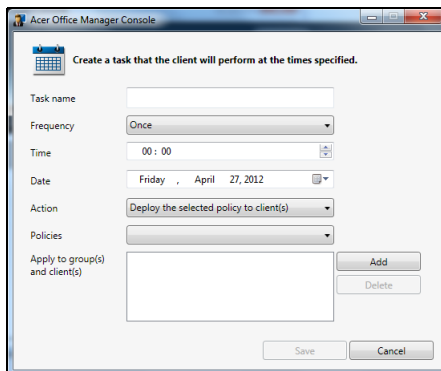 Acer Office Manager Console
Create a task that the client will perform at the times specified.
Task name
Frequency Once
Time 00 : 00
Date Friday , April 27, 2012
Action Deploy the selected policy to client(s)
Policies
Apply to group(s) Add
and client(s)
Delete
Save Cancel